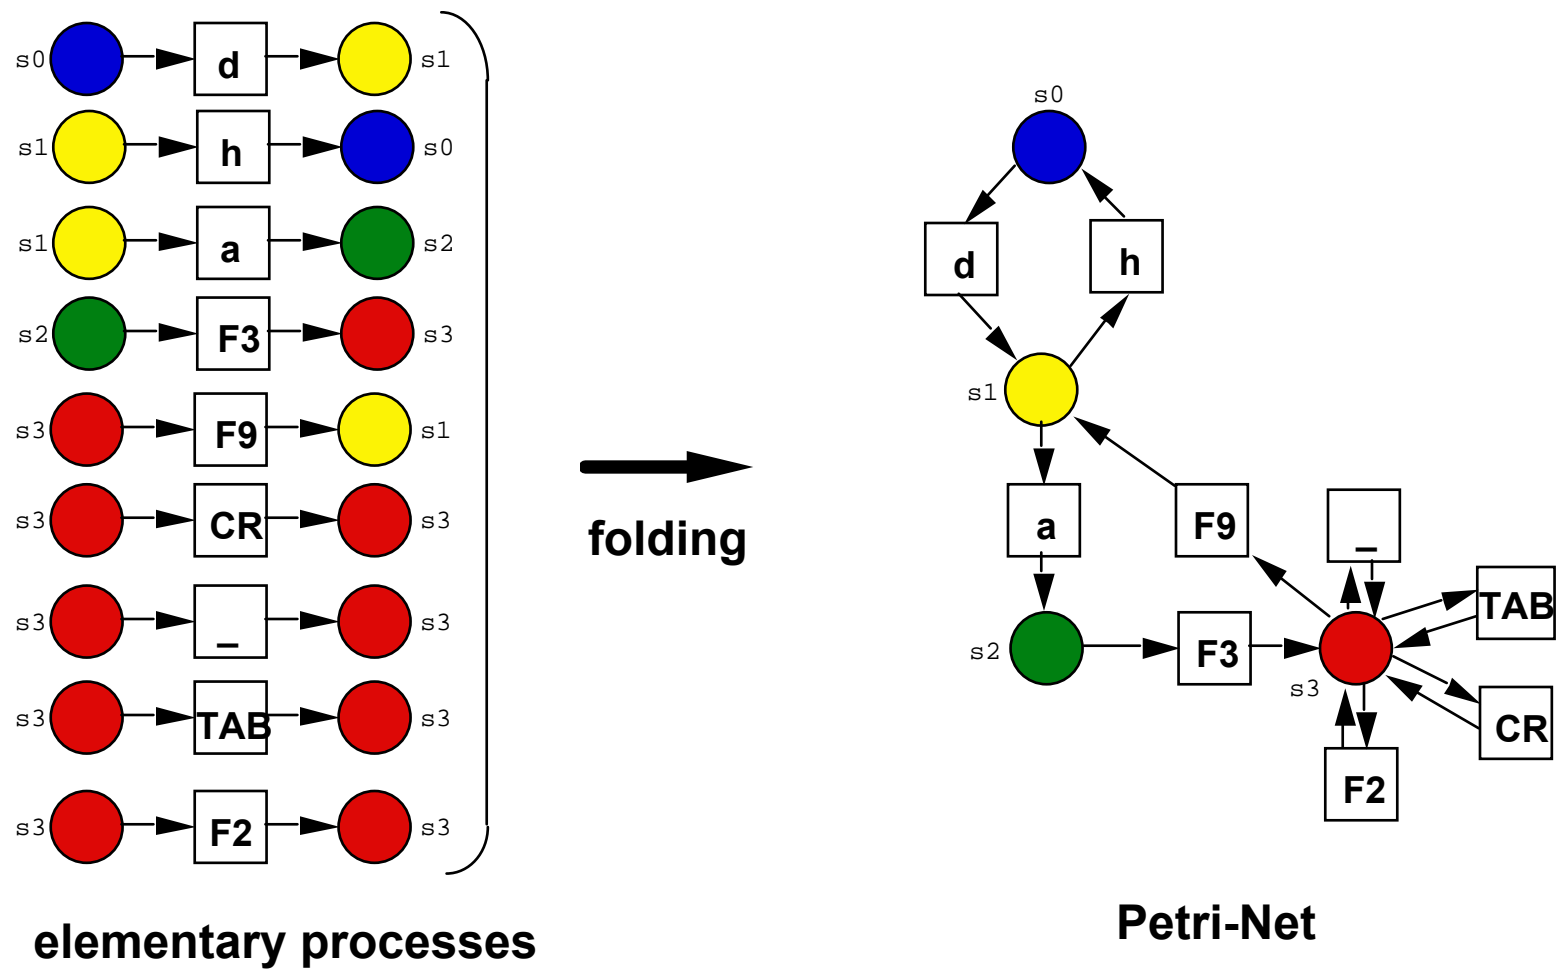 s0 d s1
s1 h s0
s1 a s2
s2 F3 s3
s3 F9 s1
s3 CR s3
s3 _ s3
s3 TAB s3
s3 F2 s3
elementary processes
folding
s0
d h
s1
a F9 _
TAB
s2 F3
s3
CR
F2
Petri-Net